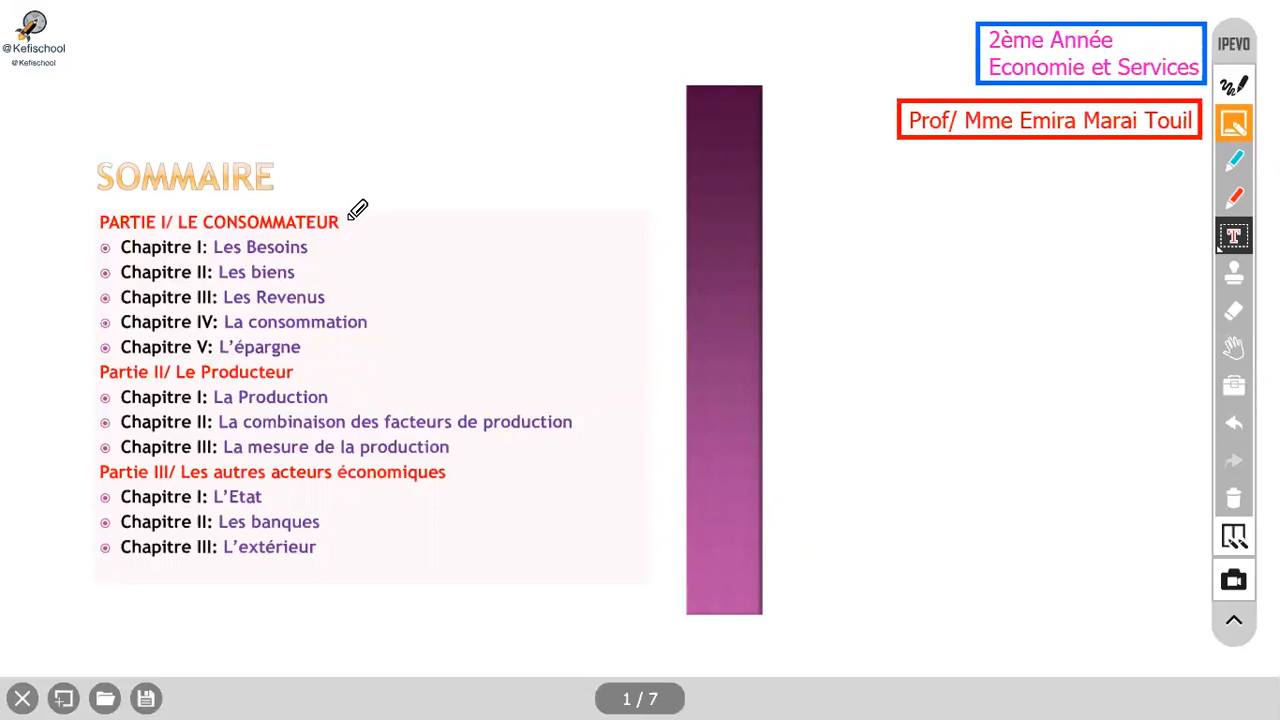 @Kefischool
@Kefischool
2ème Année
Economie et Services
Prof/ Mme Emira Marai Touil
IPEVO
SOMMAIRE
PARTIE I/ LE CONSOMMATEUR
Chapitre I: Les Besoins
Chapitre II: Les biens
Chapitre III: Les Revenus
Chapitre IV: La consommation
Chapitre V: L’épargne
Partie II/ Le Producteur
Chapitre I: La Production
Chapitre II: La combinaison des facteurs de production
Chapitre III: La mesure de la production
Partie III/ Les autres acteurs économiques
Chapitre I: L’Etat
Chapitre II: Les banques
Chapitre III: L’extérieur
T
1 / 7